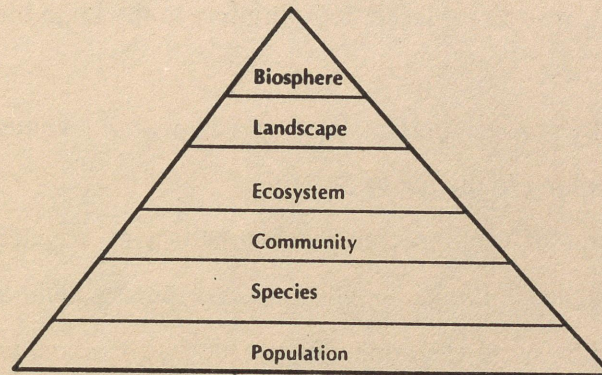 Biosphere
Landscape
Ecosystem
Community
Species
Population